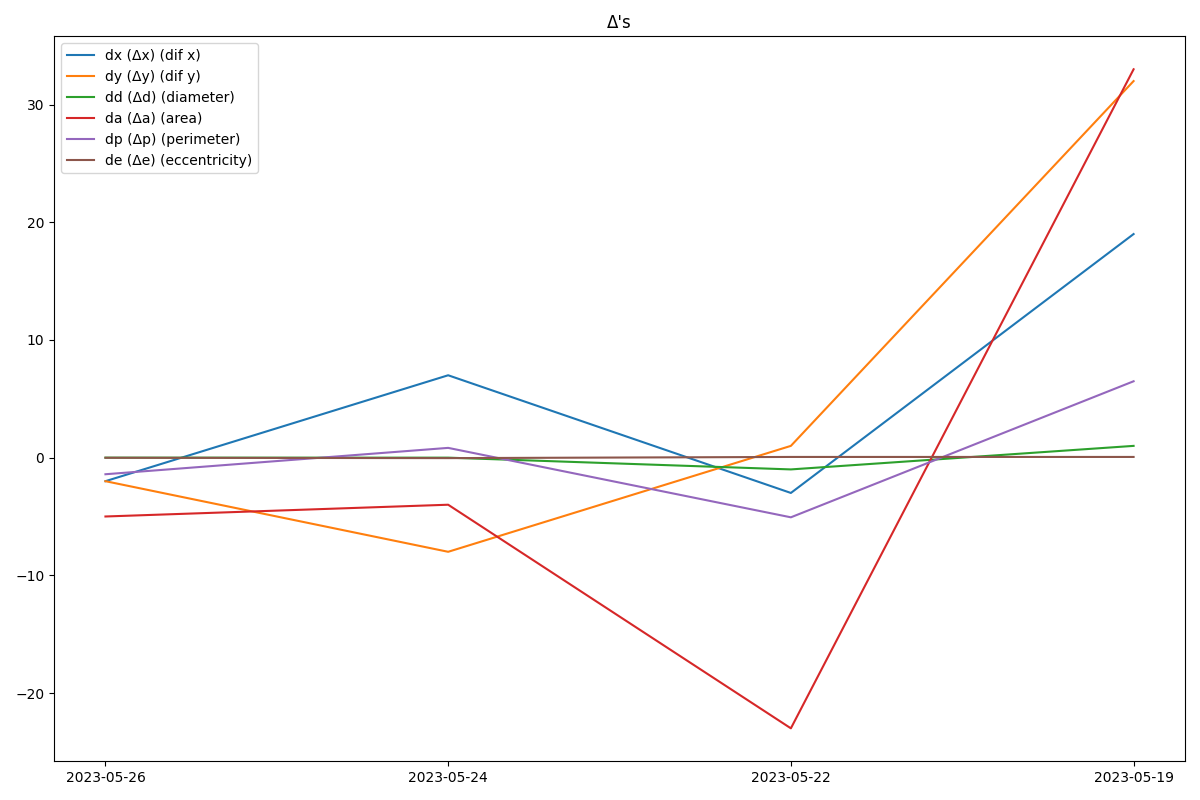 Δ's
dx (Δx) (dif x)
dy (Δy) (dif y)
dd (Δd) (diameter)
da (Δa) (area)
dp (Δp) (perimeter)
de (Δe) (eccentricity)
30
20
10
0
−10
−20
2023-05-26 2023-05-24 2023-05-22 2023-05-19